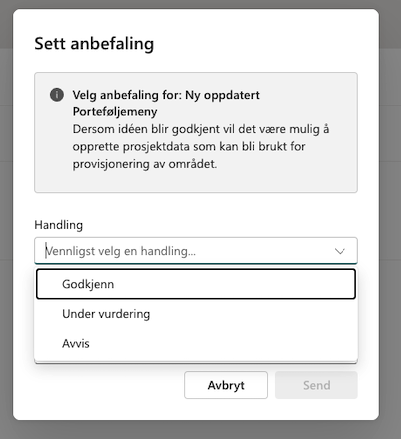 Sett anbefaling
Velg anbefaling for: Ny oppdatert
Porteføljemeny
Dersom idéen blir godkjent vil det være mulig å
opprette prosjektdata som kan bli brukt for
provisjonering av området.
Handling
Vennligst velg en handling...
Godkjenn
Under vurdering
Avvis
Avbryt
Send